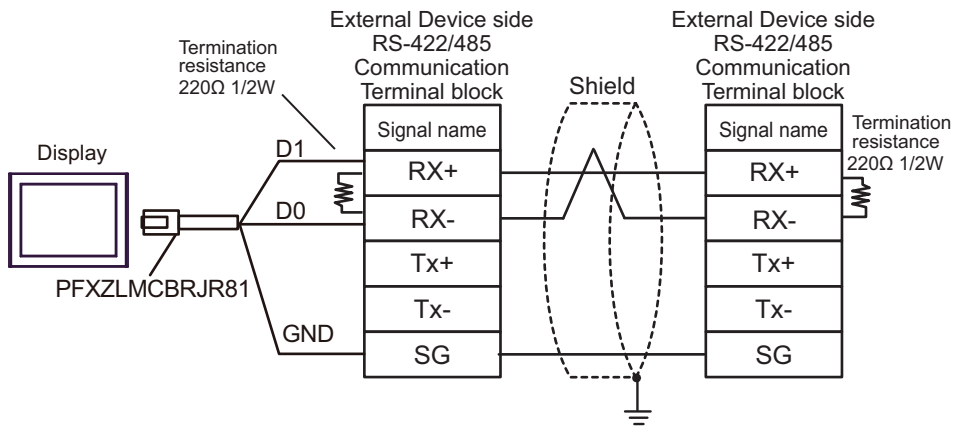 External Device side
RS-422/485
Communication
Terminal block
External Device side
RS-422/485
Communication
Terminal block
Termination
resistance
220Ω 1/2W
Shield
Termination
resistance
220Ω 1/2W
Display
PFXZLMCBRJR81
D1
D0
GND
Signal name
RX+
RX-
Tx+
Tx-
SG
Signal name
RX+
RX-
Tx+
Tx-
SG